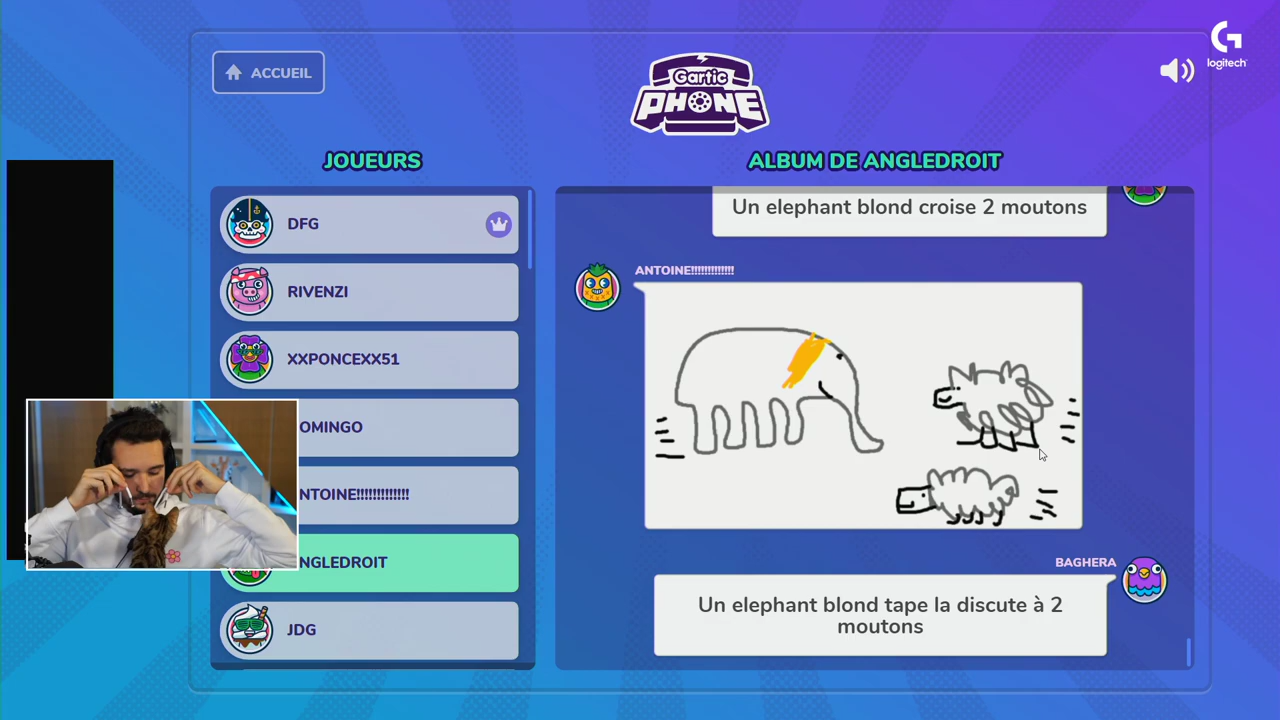 ACCUEIL
Gartic
PHONE
logitech
JOUEURS
ALBUM DE ANGLEDROIT
DFG
RIVENZI
XXPONCEXX51
OMINGO
NTOINE!!!!!!!!!!!!!
NGLEDROIT
JDG
Un elephant blond croise 2 moutons
ANTOINE!!!!!!!!!!!!!
BAGHERA
Un elephant blond tape la discute à 2
moutons